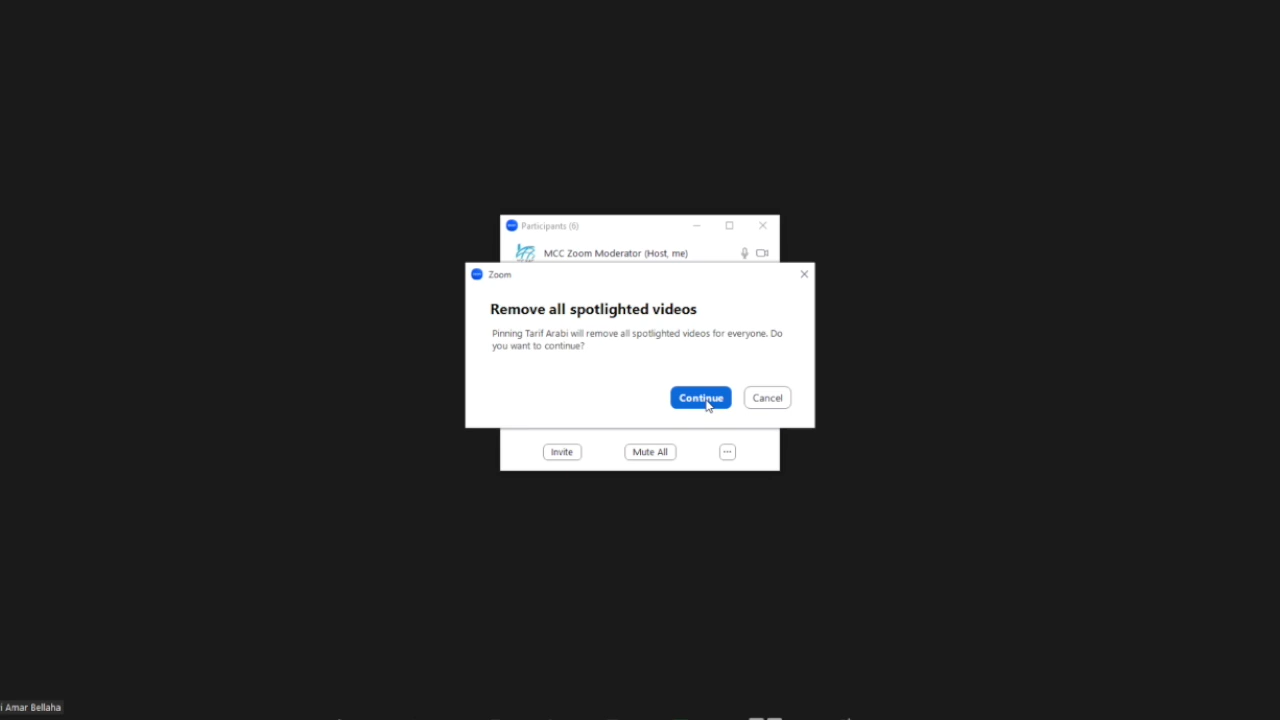 Participants (6)
MCC Zoom Moderator (Host, me)
Zoom
Remove all spotlighted videos
Pinning Tarif Arabi will remove all spotlighted videos for everyone. Do
you want to continue?
Continue
Cancel
Invite
Mute All
i Amar Bellaha